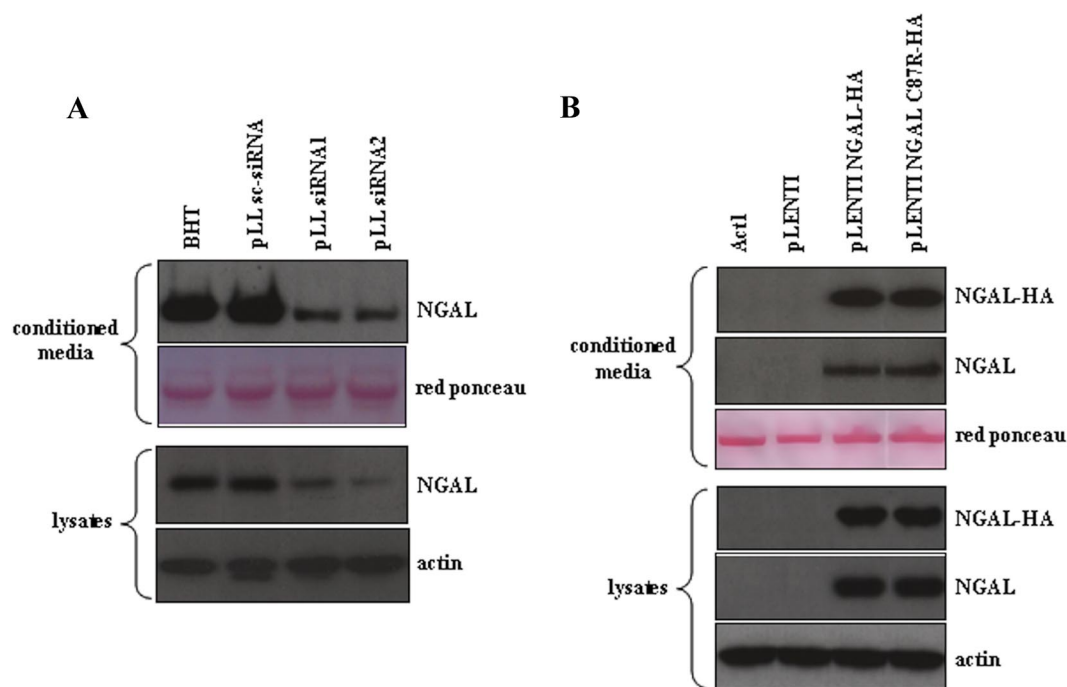 A
BHT
pLL sc-siRNA
pLL siRNA1
pLL siRNA2
conditioned
media
NGAL
red ponceau
lysates
NGAL
actin
B
Act1
pLENTI
pLENTI NGAL-HA
pLENTI NGAL C87R-HA
conditioned
media
NGAL-HA
NGAL
red ponceau
lysates
NGAL-HA
NGAL
actin